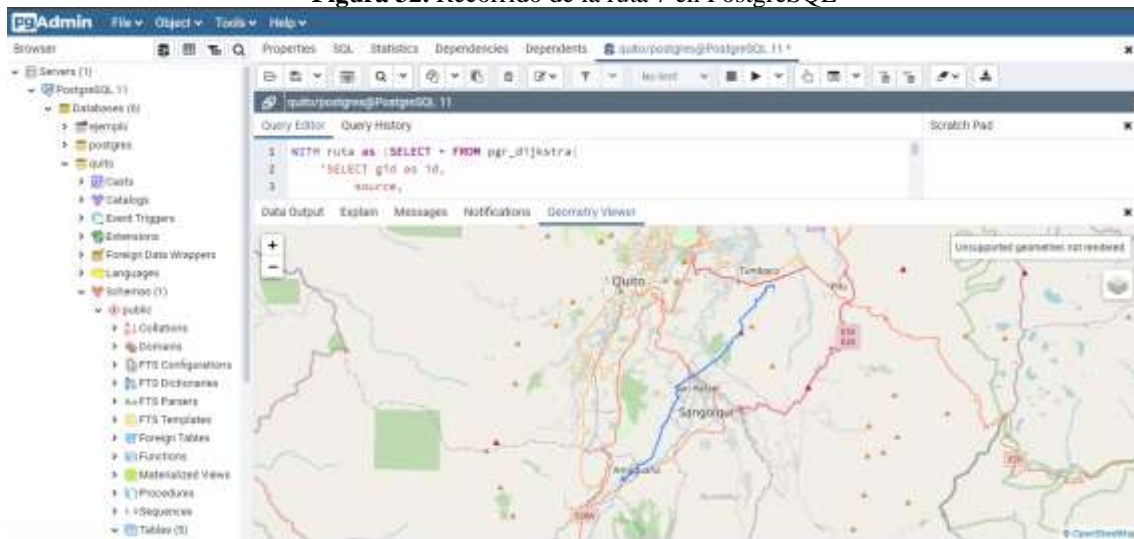 Figura 32. Recorrido de la ruta 7 en PostgreSQL
PgAdmin File Object Tools Help
Browser
Properties SQL Statistics Dependencies Dependents quito/postgres@PostgreSQL 11 *
Servers (1)
PostgreSQL 11
Databases (6)
ejemplo
postgres
quito
Casts
Catalogs
Event Triggers
Extensions
Foreign Data Wrappers
Languages
Schemas (1)
public
Collations
Domains
FTS Configurations
FTS Dictionaries
FTS Parsers
FTS Templates
Foreign Tables
Functions
Materialized Views
Procedures
Sequences
Tables (5)
No limit
quito/postgres@PostgreSQL 11
Query Editor Query History
Scratch Pad
1 WITH ruta as (SELECT * FROM pgr_dijkstra(
2 'SELECT gid as id,
3 source,
Data Output Explain Messages Notifications Geometry Viewer
+
−
Unsupported geometries not rendered
Quito
Tumbaco
Pifo
San Rafael
Sangolquí
Amaguaña
© OpenStreetMap